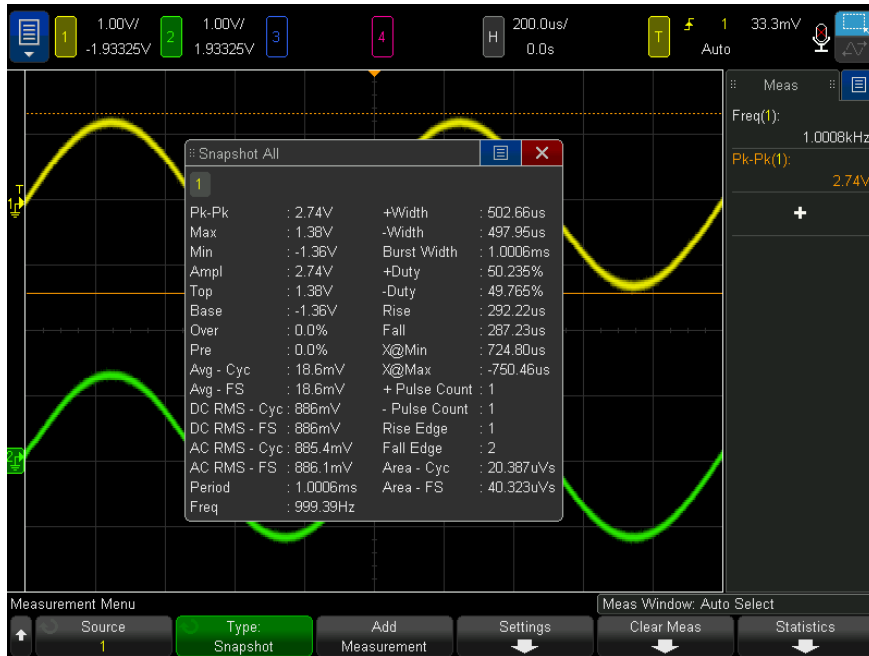 1 1.00V/ 2 1.00V/ 3 4 H 200.0us/ T 1 33.3mV
-1.93325V 1.93325V 0.0s Auto
Meas
Freq(1):
1.0008kHz
Pk-Pk(1):
2.74V
+
T
1
2
Snapshot All
1
Pk-Pk : 2.74V +Width : 502.66us
Max : 1.38V -Width : 497.95us
Min : -1.36V Burst Width : 1.0006ms
Ampl : 2.74V +Duty : 50.235%
Top : 1.38V -Duty : 49.765%
Base : -1.36V Rise : 292.22us
Over : 0.0% Fall : 287.23us
Pre : 0.0% X@Min : 724.80us
Avg - Cyc : 18.6mV X@Max : -750.46us
Avg - FS : 18.6mV + Pulse Count : 1
DC RMS - Cyc : 886mV - Pulse Count : 1
DC RMS - FS : 886mV Rise Edge : 1
AC RMS - Cyc : 885.4mV Fall Edge : 2
AC RMS - FS : 886.1mV Area - Cyc : 20.387uVs
Period : 1.0006ms Area - FS : 40.323uVs
Freq : 999.39Hz
Measurement Menu
Meas Window: Auto Select
Source Type: Add Settings Clear Meas Statistics
1 Snapshot Measurement